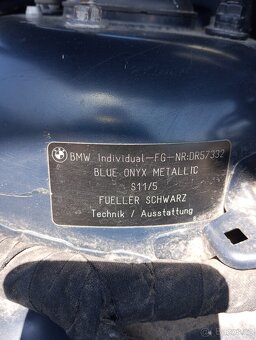 BMW Individual-FG-NR:DR57332
BLUE ONYX METALLIC
S11/5
FUELLER SCHWARZ
Technik / Ausstattung